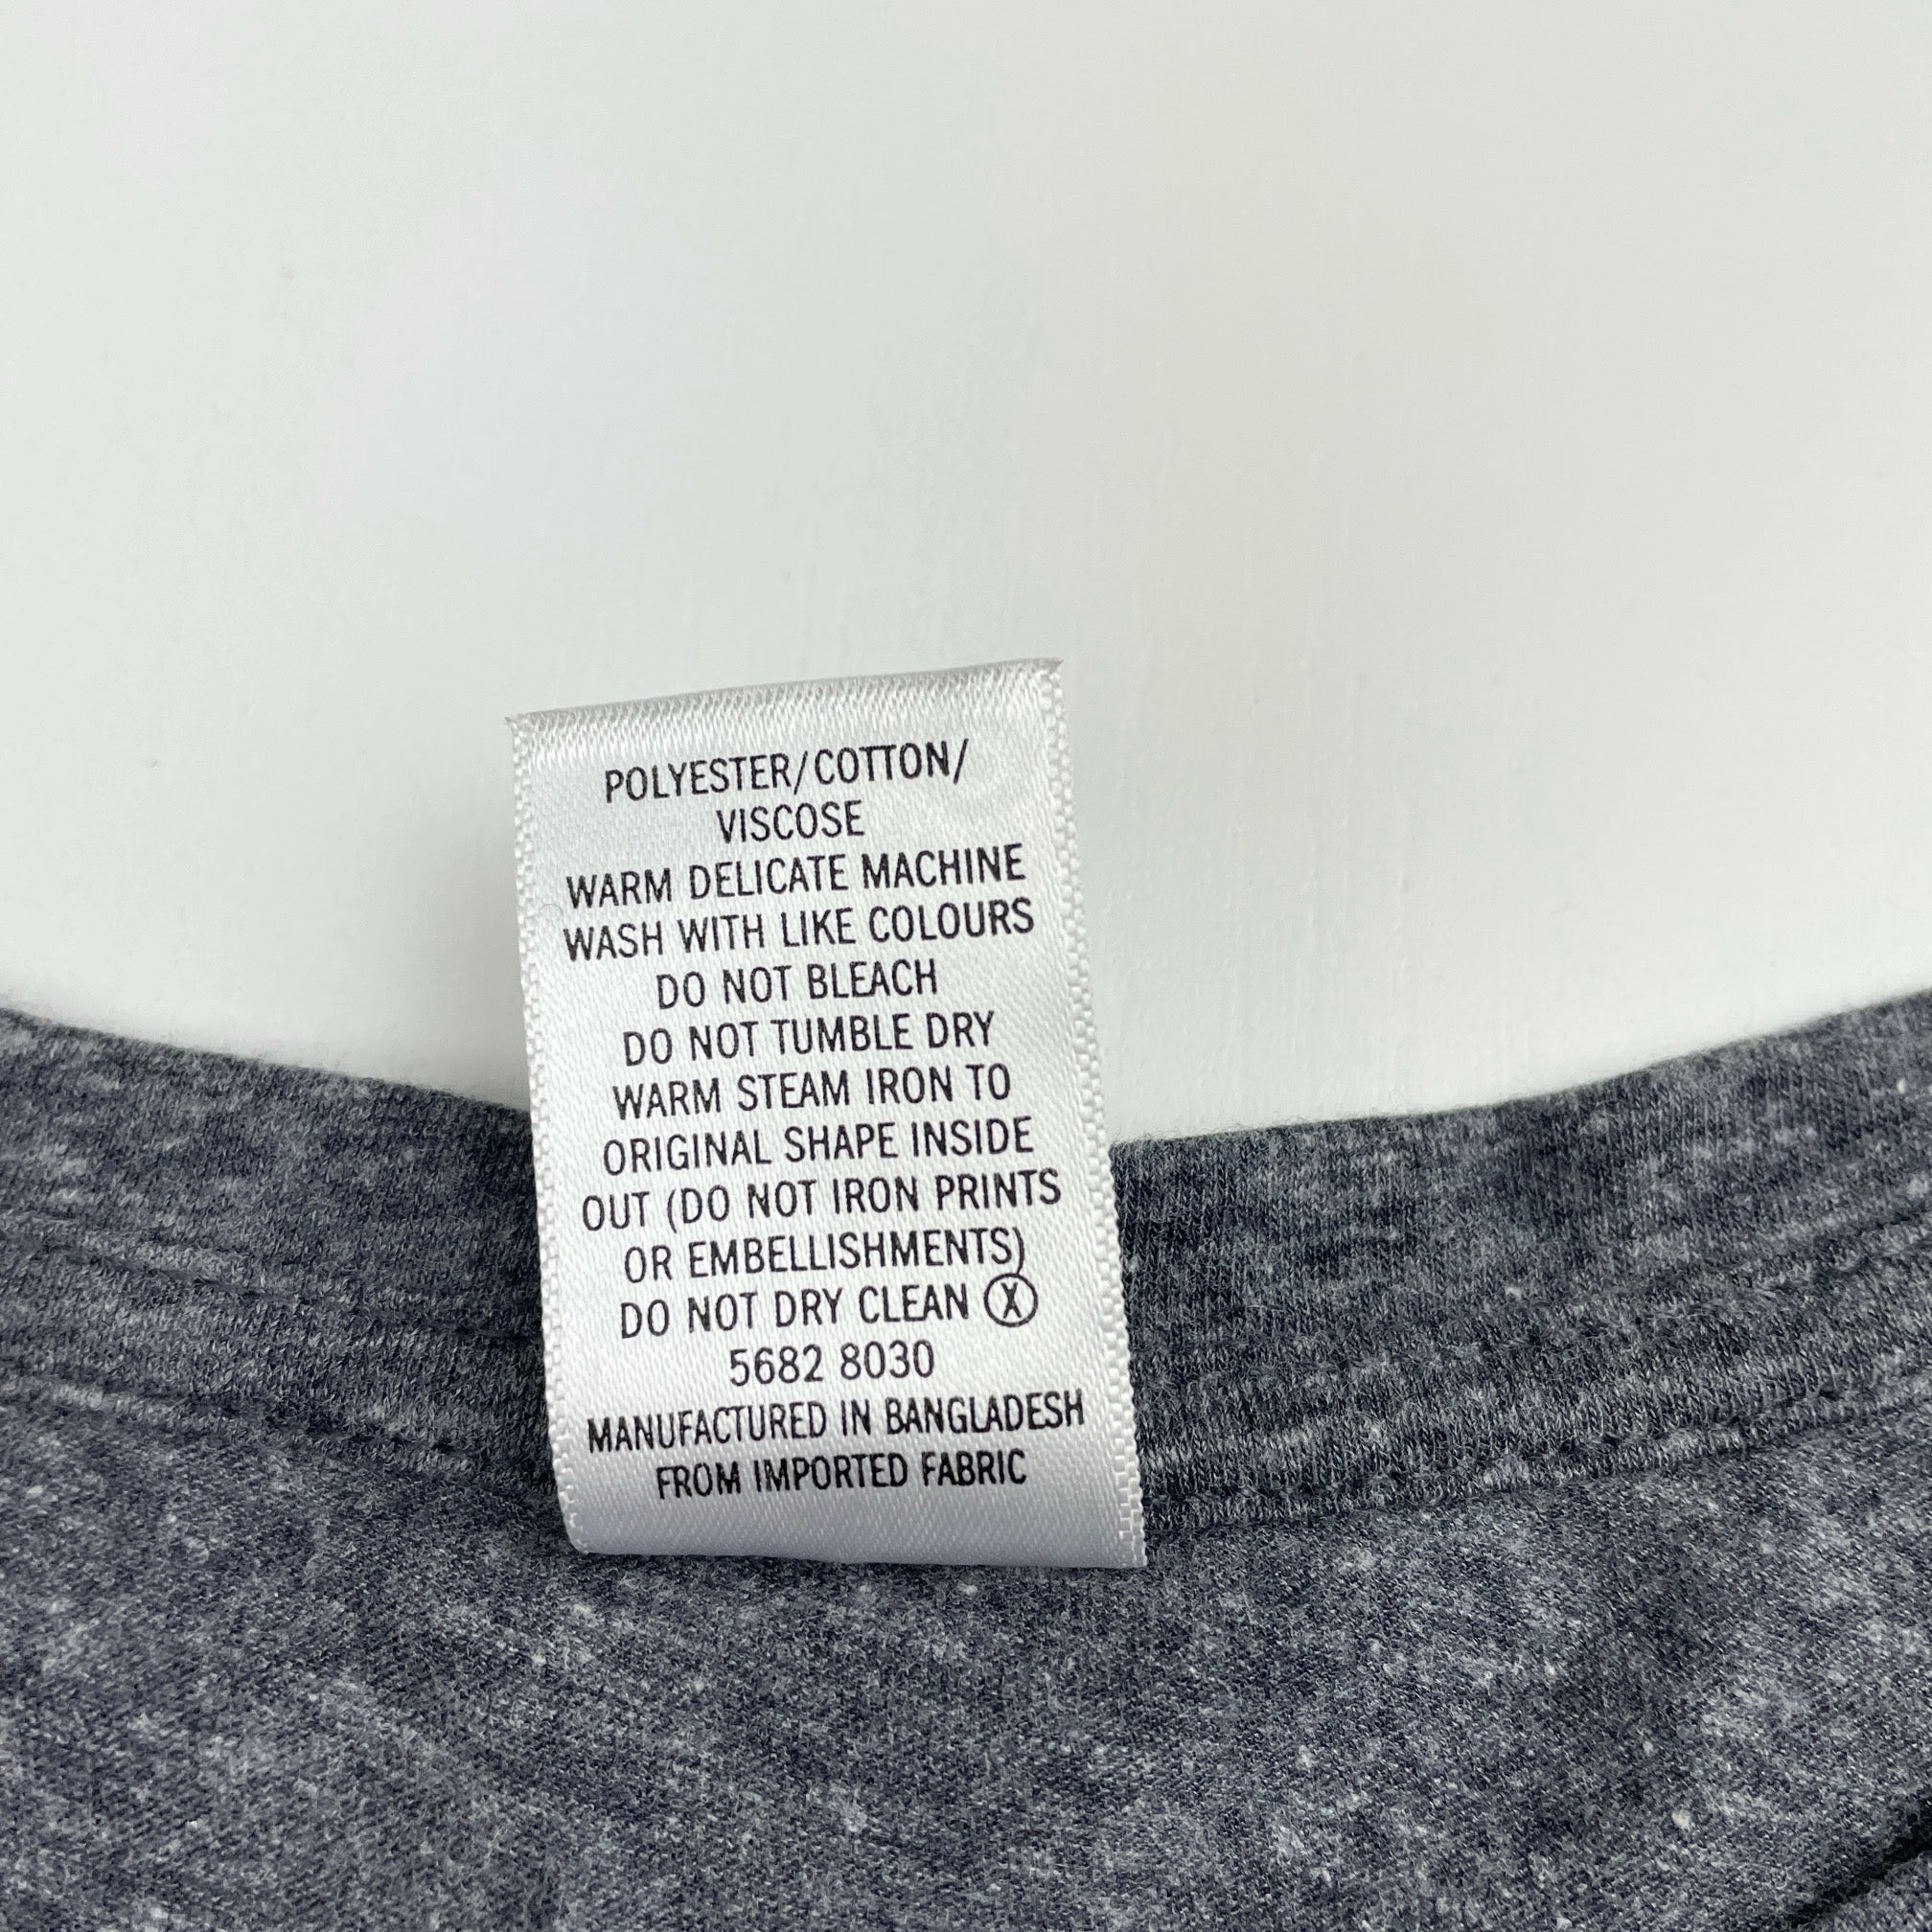 POLYESTER/COTTON/
VISCOSE
WARM DELICATE MACHINE
WASH WITH LIKE COLOURS
DO NOT BLEACH
DO NOT TUMBLE DRY
WARM STEAM IRON TO
ORIGINAL SHAPE INSIDE
OUT (DO NOT IRON PRINTS
OR EMBELLISHMENTS)
DO NOT DRY CLEAN Ⓧ
5682 8030
MANUFACTURED IN BANGLADESH
FROM IMPORTED FABRIC